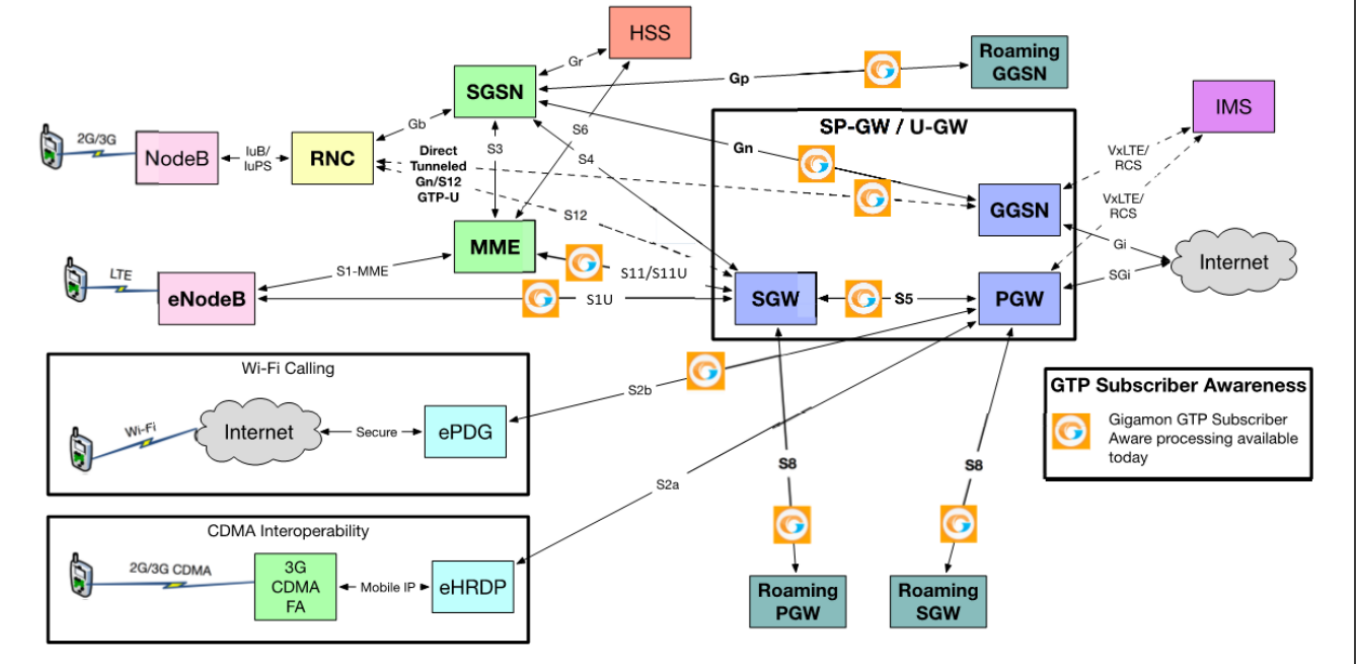 HSS
Roaming
GGSN
Gr
Gp
SGSN
IMS
SP-GW / U-GW
2G/3G
NodeB
IuB/
IuPS
RNC
Gb
S6
S3
S4
Direct
Tunneled
Gn/S12
GTP-U
Gn
VxLTE/
RCS
GGSN
VxLTE/
RCS
S12
MME
Gi
Internet
LTE
S1-MME
S11/S11U
SGi
eNodeB
S1U
SGW
S5
PGW
Wi-Fi Calling
GTP Subscriber Awareness
S2b
Gigamon GTP Subscriber
Aware processing available
today
Wi-Fi
Internet
Secure
ePDG
S8
S8
S2a
CDMA Interoperability
2G/3G CDMA
3G
CDMA
FA
Mobile IP
eHRDP
Roaming
PGW
Roaming
SGW